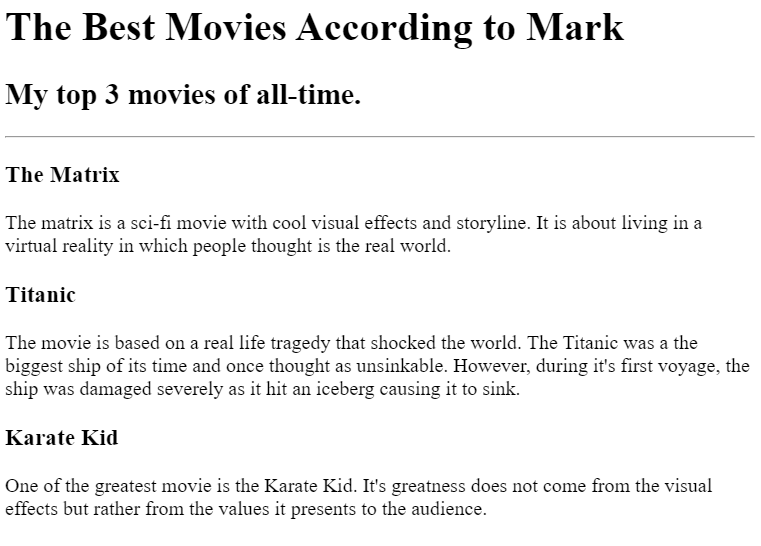 The Best Movies According to Mark
My top 3 movies of all-time.
The Matrix
The matrix is a sci-fi movie with cool visual effects and storyline. It is about living in a
virtual reality in which people thought is the real world.
Titanic
The movie is based on a real life tragedy that shocked the world. The Titanic was a the
biggest ship of its time and once thought as unsinkable. However, during it's first voyage, the
ship was damaged severely as it hit an iceberg causing it to sink.
Karate Kid
One of the greatest movie is the Karate Kid. It's greatness does not come from the visual
effects but rather from the values it presents to the audience.